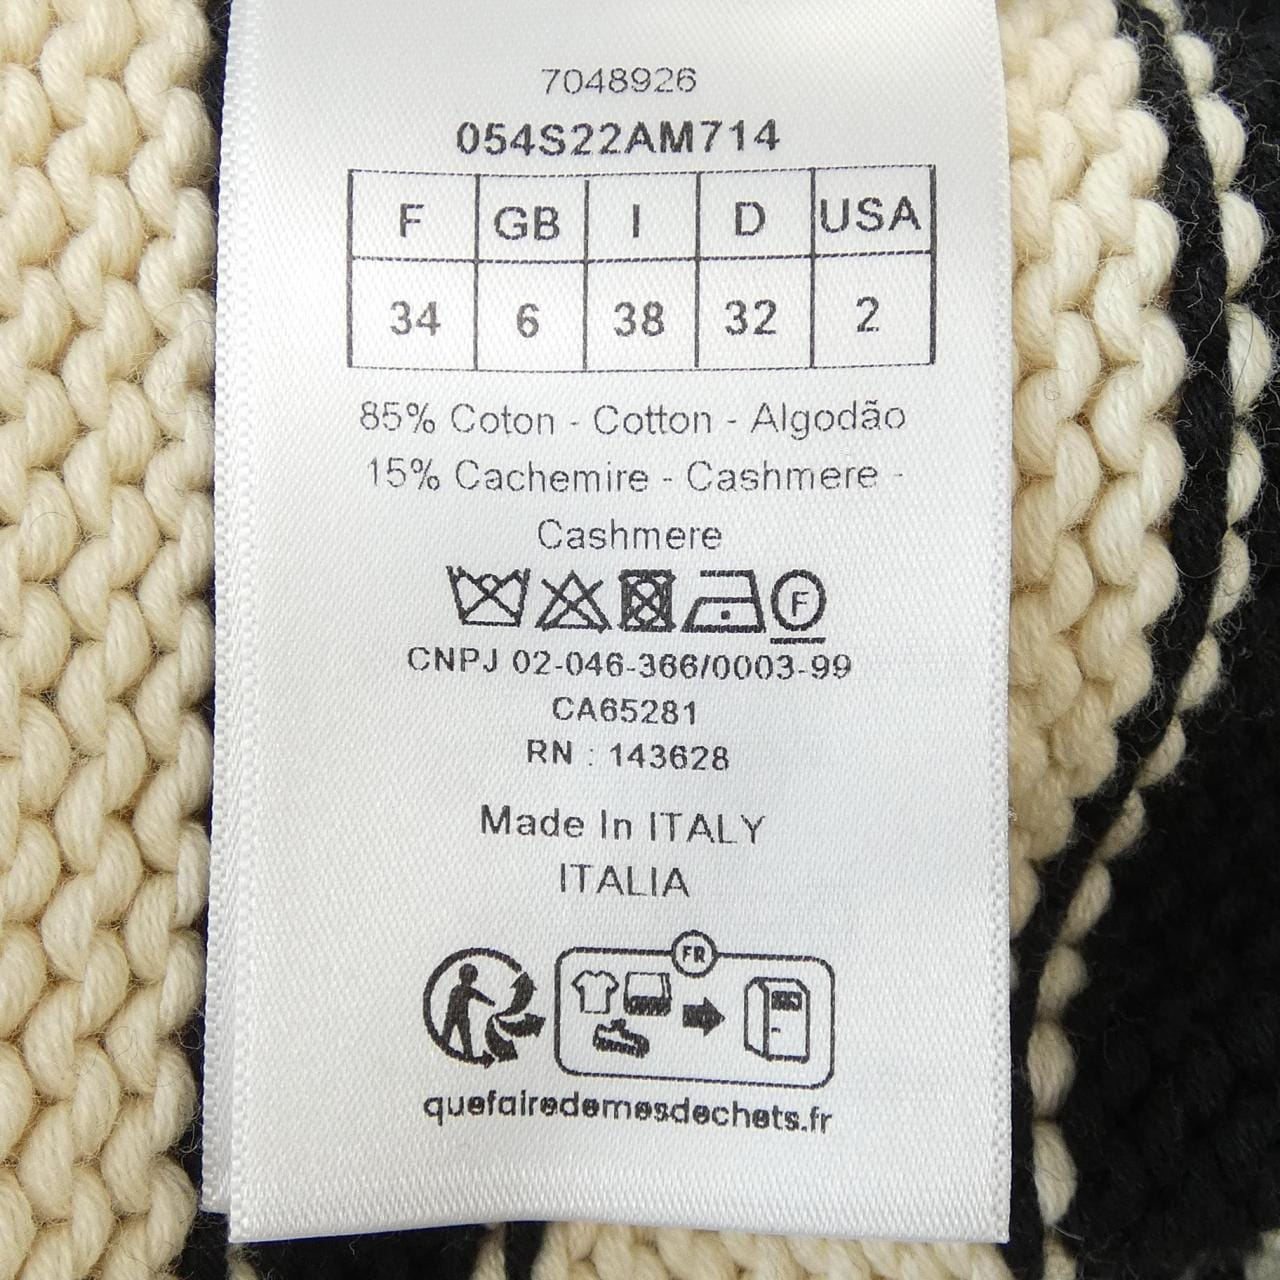 7048926
054S22AM714
F GB I D USA
34 6 38 32 2
85% Coton - Cotton - Algodão
15% Cachemire - Cashmere -
Cashmere
F
CNPJ 02-046-366/0003-99
CA65281
RN : 143628
Made In ITALY
ITALIA
FR
quefairedemesdechets.fr